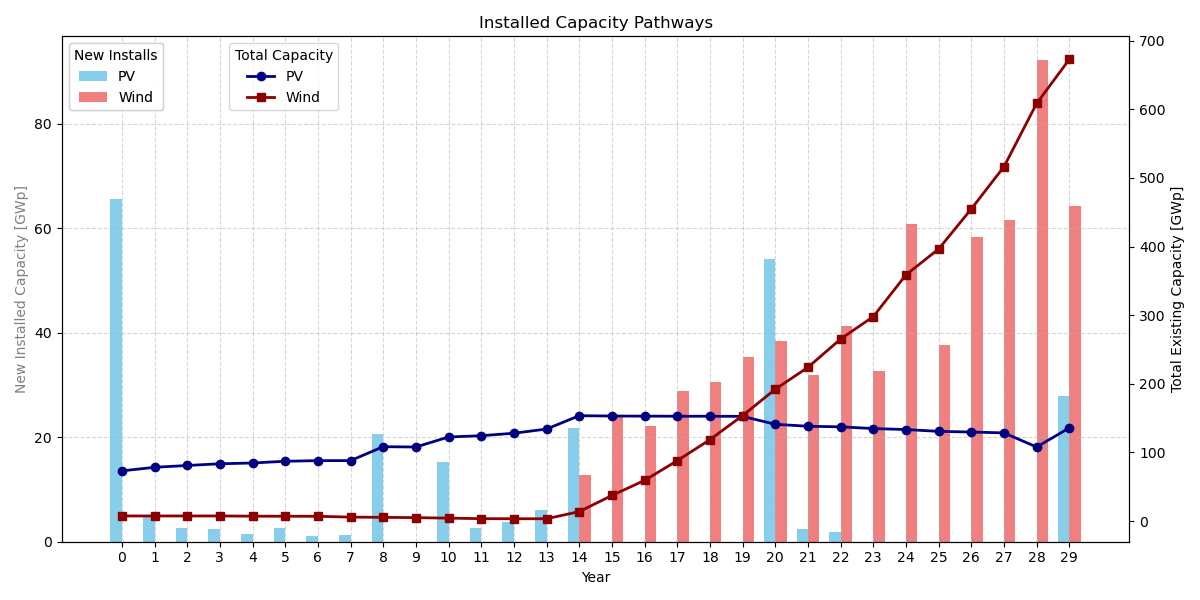 Installed Capacity Pathways
New Installs
PV
Wind
Total Capacity
PV
Wind
New Installed Capacity [GWp]
80
60
40
20
0
700
600
500
400
300
200
100
0
Total Existing Capacity [GWp]
0 1 2 3 4 5 6 7 8 9 10 11 12 13 14 15 16 17 18 19 20 21 22 23 24 25 26 27 28 29
Year